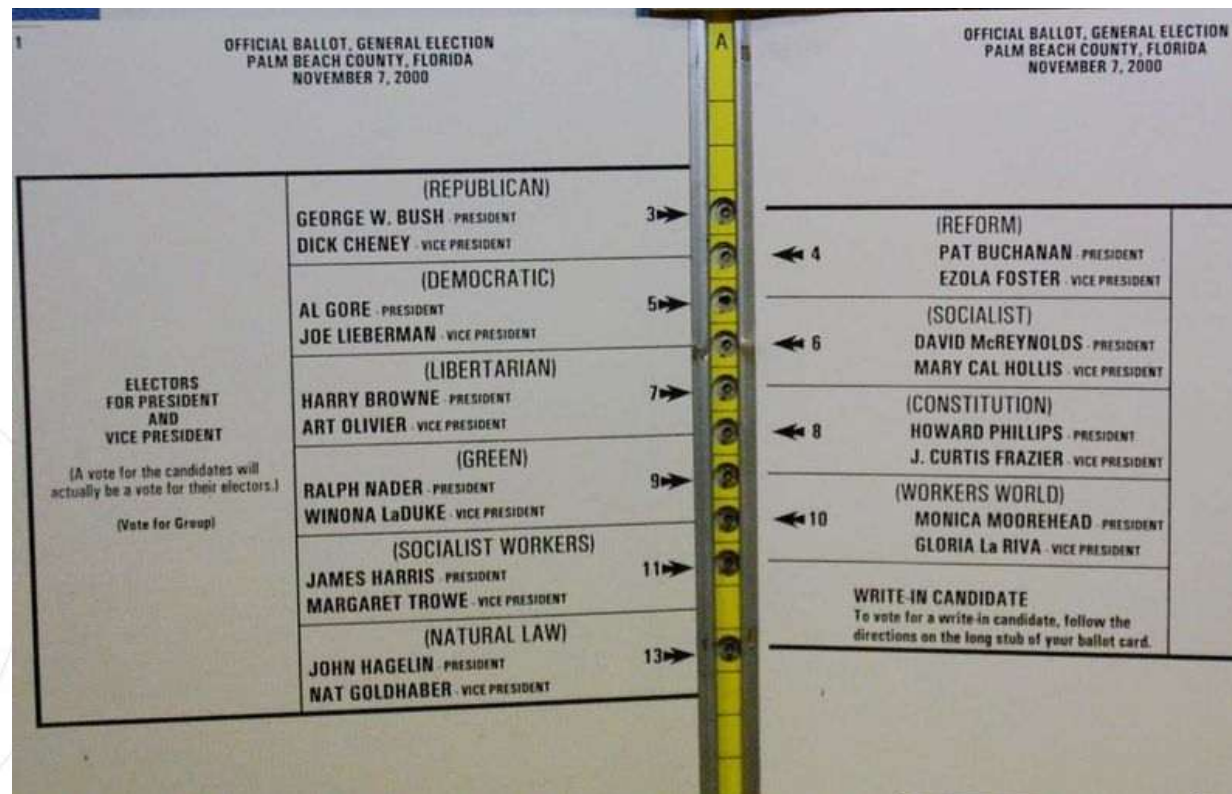 1
OFFICIAL BALLOT, GENERAL ELECTION
PALM BEACH COUNTY, FLORIDA
NOVEMBER 7, 2000
ELECTORS
FOR PRESIDENT
AND
VICE PRESIDENT
(A vote for the candidates will
actually be a vote for their electors.)
(Vote for Group)
(REPUBLICAN)
GEORGE W. BUSH - PRESIDENT
DICK CHENEY - VICE PRESIDENT
3
(DEMOCRATIC)
AL GORE - PRESIDENT
JOE LIEBERMAN - VICE PRESIDENT
5
(LIBERTARIAN)
HARRY BROWNE - PRESIDENT
ART OLIVIER - VICE PRESIDENT
7
(GREEN)
RALPH NADER - PRESIDENT
WINONA LaDUKE - VICE PRESIDENT
9
(SOCIALIST WORKERS)
JAMES HARRIS - PRESIDENT
MARGARET TROWE - VICE PRESIDENT
11
(NATURAL LAW)
JOHN HAGELIN - PRESIDENT
NAT GOLDHABER - VICE PRESIDENT
13
A
OFFICIAL BALLOT, GENERAL ELECTION
PALM BEACH COUNTY, FLORIDA
NOVEMBER 7, 2000
(REFORM)
4 PAT BUCHANAN - PRESIDENT
EZOLA FOSTER - VICE PRESIDENT
(SOCIALIST)
6 DAVID McREYNOLDS - PRESIDENT
MARY CAL HOLLIS - VICE PRESIDENT
(CONSTITUTION)
8 HOWARD PHILLIPS - PRESIDENT
J. CURTIS FRAZIER - VICE PRESIDENT
(WORKERS WORLD)
10 MONICA MOOREHEAD - PRESIDENT
GLORIA La RIVA - VICE PRESIDENT
WRITE-IN CANDIDATE
To vote for a write-in candidate, follow the
directions on the long stub of your ballot card.